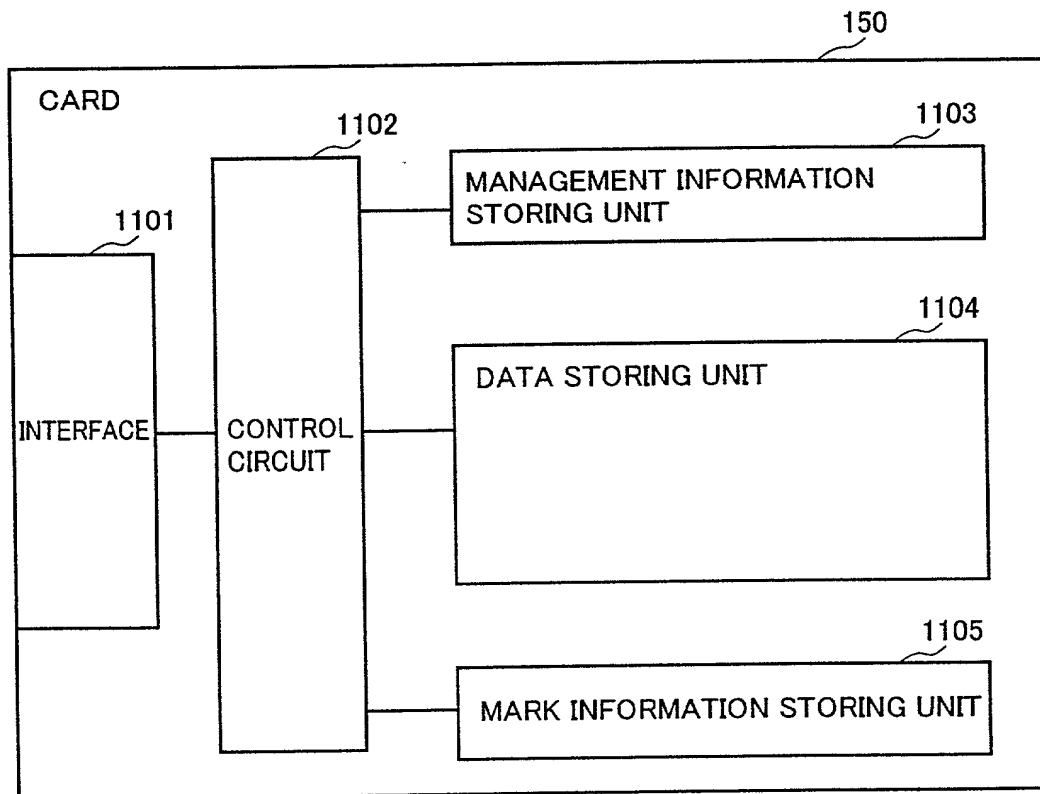 150
CARD
1102
1103
MANAGEMENT INFORMATION
STORING UNIT
1101
1104
DATA STORING UNIT
INTERFACE
CONTROL
CIRCUIT
1105
MARK INFORMATION STORING UNIT